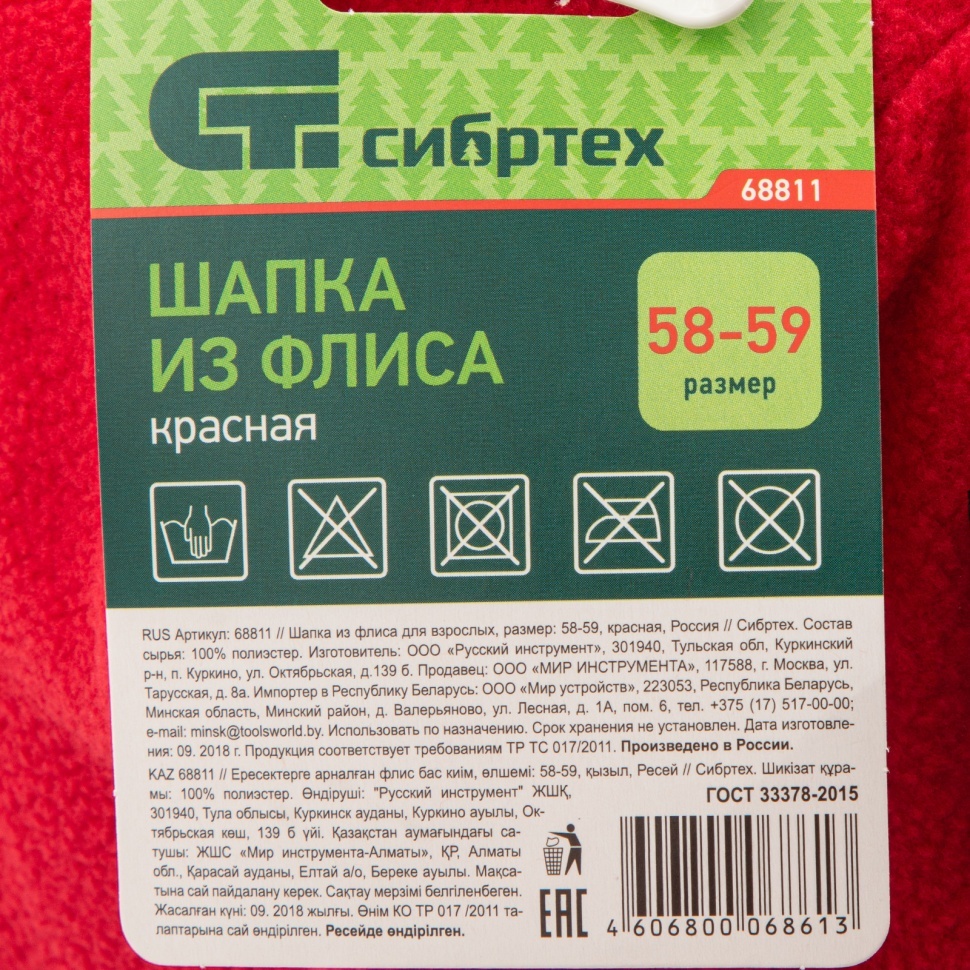 сибртех
68811
ШАПКА
ИЗ ФЛИСА
красная
58-59
размер
RUS Артикул: 68811 // Шапка из флиса для взрослых, размер: 58-59, красная, Россия // Сибртех. Состав
сырья: 100% полиэстер. Изготовитель: ООО «Русский инструмент», 301940, Тульская обл, Куркинский
р-н, п. Куркино, ул. Октябрьская, д.139 б. Продавец: ООО «МИР ИНСТРУМЕНТА», 117588, г. Москва, ул.
Тарусская, д. 8а. Импортер в Республику Беларусь: ООО «Мир устройств», 223053, Республика Беларусь,
Минская область, Минский район, д. Валерьяново, ул. Лесная, д. 1А, пом. 6, тел. +375 (17) 517-00-00;
e-mail: minsk@toolsworld.by. Использовать по назначению. Срок хранения не установлен. Дата изготовле-
ния: 09. 2018 г. Продукция соответствует требованиям ТР ТС 017/2011. Произведено в России.
KAZ 68811 // Ересектерге арналған флис бас киім, өлшемі: 58-59, қызыл, Ресей // Сибртех. Шикізат құра-
мы: 100% полиэстер. Өндіруші: "Русский инструмент" ЖШҚ,
301940, Тула облысы, Куркинск ауданы, Куркино ауылы, Ок-
тябрьская көш, 139 б үйі. Қазақстан аумағындағы са-
тушы: ЖШС «Мир инструмента-Алматы», ҚР, Алматы
обл., Қарасай ауданы, Елтай а/о, Береке ауылы. Мақса-
тына сай пайдалану керек. Сақтау мерзімі белгіленбеген.
Жасалған күні: 09. 2018 жылғы. Өнім КО ТР 017 /2011 та-
лаптарына сай өндірілген. Ресейде өндірілген.
ГОСТ 33378-2015
EAC
4 606800 068613